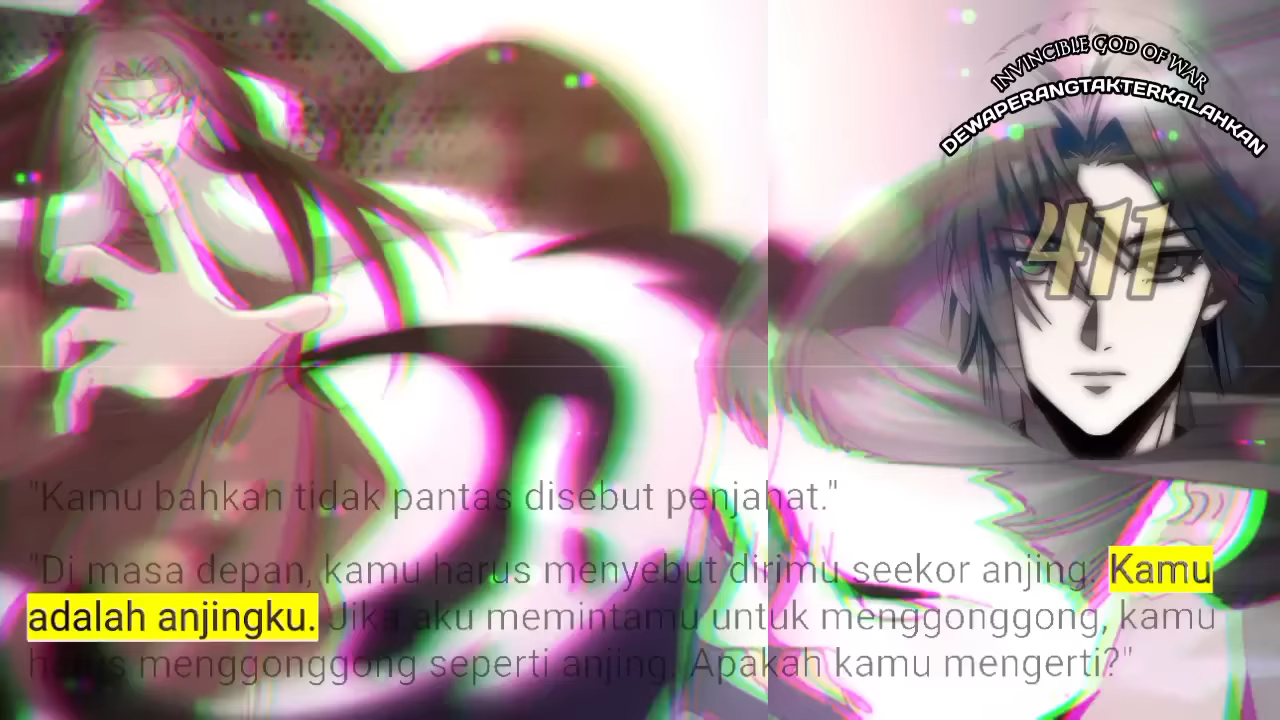 INVINCIBLE GOD OF WAR
DEWAPERANGTAKTERKALAHKAN
411
"Kamu bahkan tidak pantas disebut penjahat."
"Di masa depan, kamu harus menyebut dirimu seekor anjing. Kamu
adalah anjingku. Jika aku memintamu untuk menggonggong, kamu
harus menggonggong seperti anjing. Apakah kamu mengerti?"